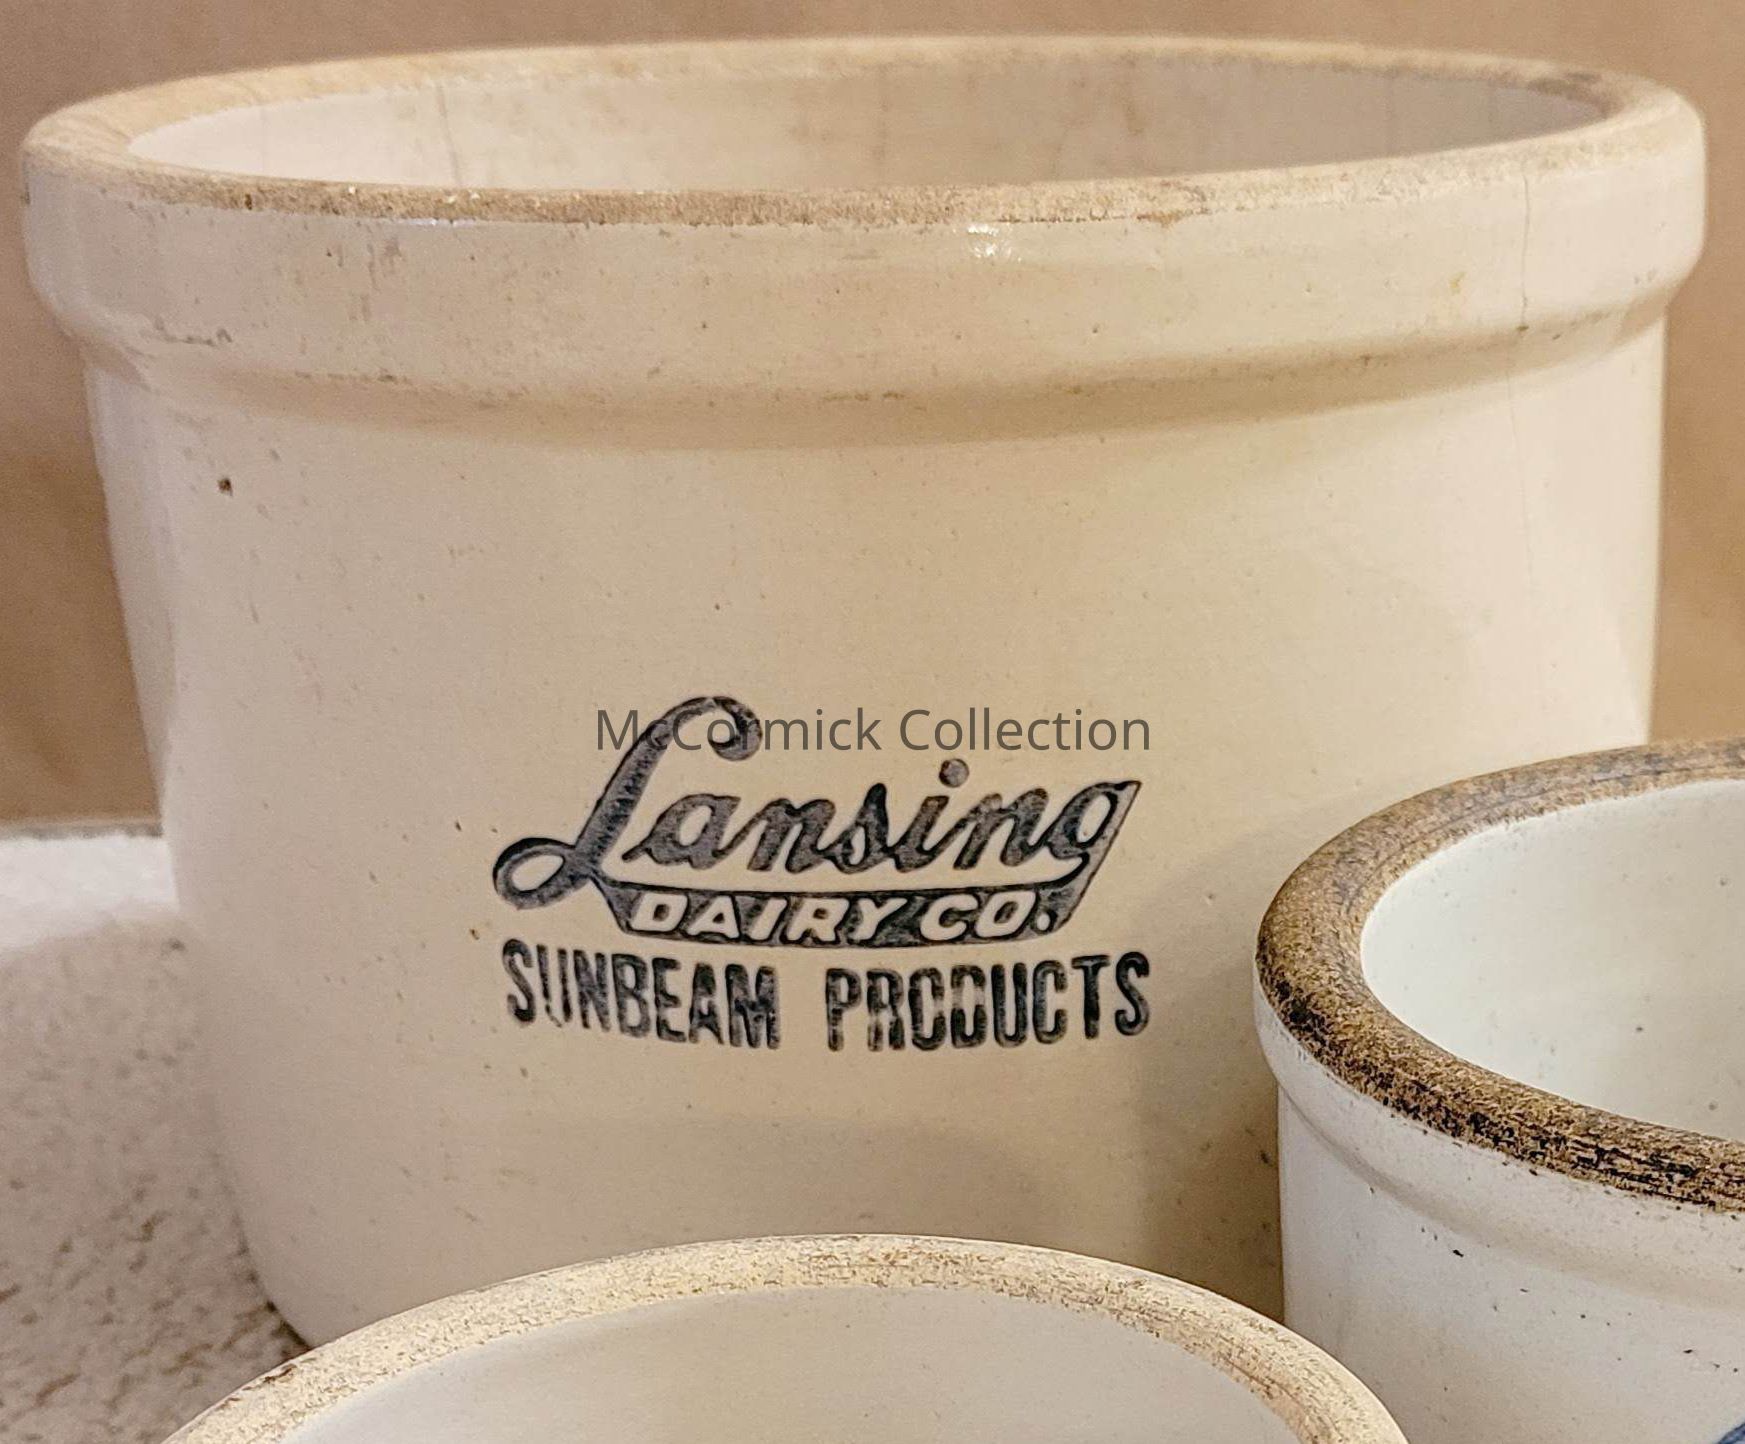 McCormick Collection
Lansing
DAIRY CO.
SUNBEAM PRODUCTS